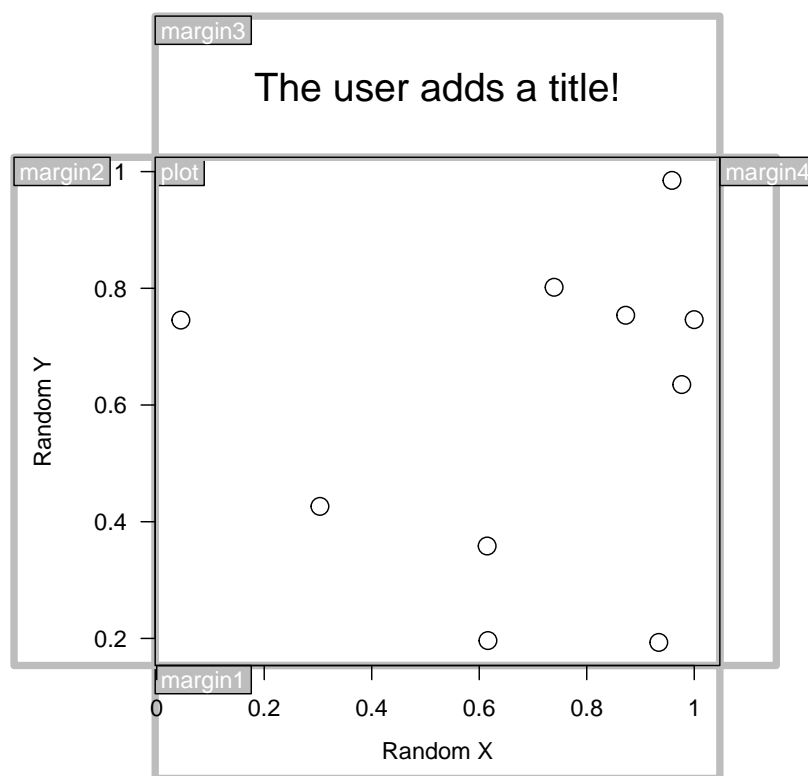 margin3
The user adds a title!
margin2
plot
margin4
1
0.8
0.6
0.4
0.2
Random Y
margin1
0 0.2 0.4 0.6 0.8 1
Random X